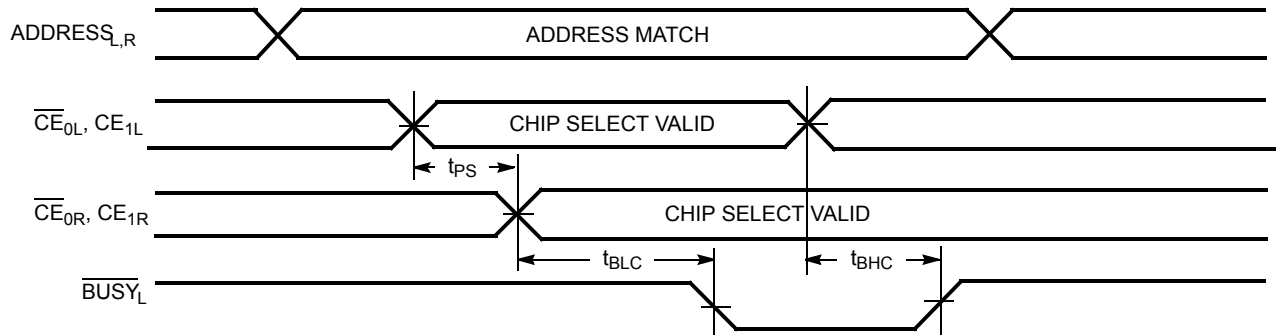 ADDRESSL,R
ADDRESS MATCH
CE0L, CE1L
CHIP SELECT VALID
tPS
CE0R, CE1R
CHIP SELECT VALID
tBLC
tBHC
BUSYL